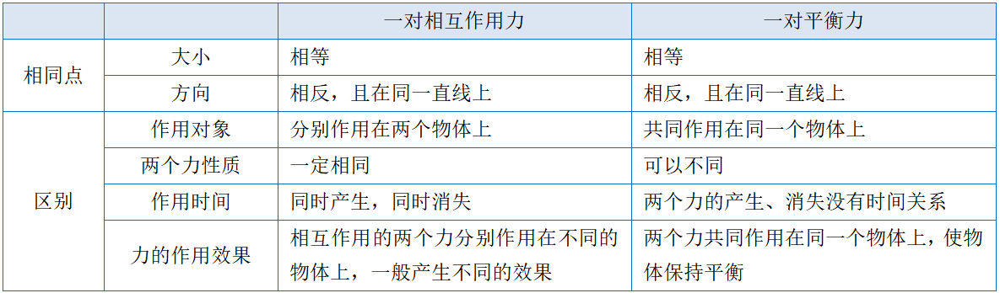 一对相互作用力 一对平衡力
相同点 大小 相等 相等
方向 相反，且在同一直线上 相反，且在同一直线上
区别 作用对象 分别作用在两个物体上 共同作用在同一个物体上
两个力性质 一定相同 可以不同
作用时间 同时产生，同时消失 两个力的产生、消失没有时间关系
力的作用效果 相互作用的两个力分别作用在不同的
物体上，一般产生不同的效果
两个力共同作用在同一个物体上，使物
体保持平衡